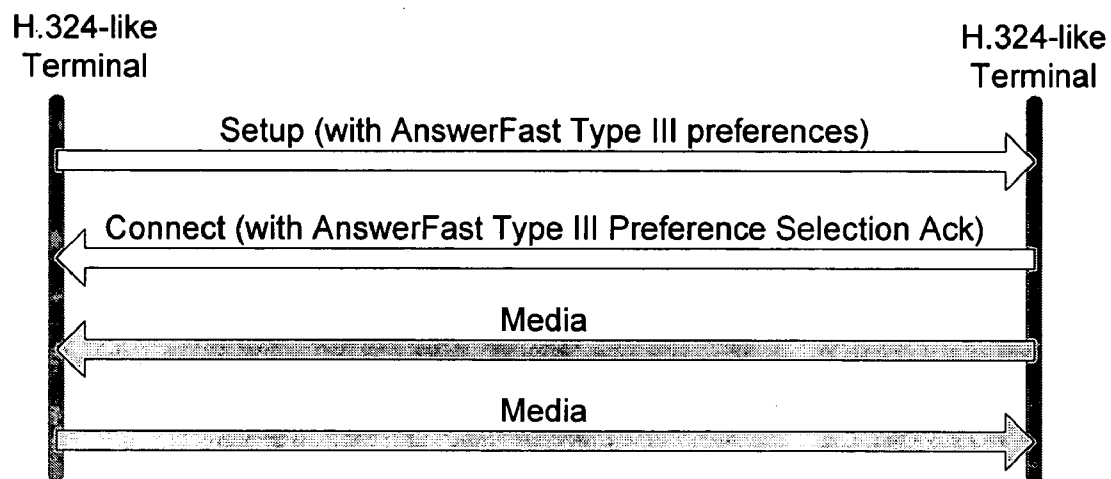 H.324-like
Terminal
H.324-like
Terminal
Setup (with AnswerFast Type III preferences)
Connect (with AnswerFast Type III Preference Selection Ack)
Media
Media